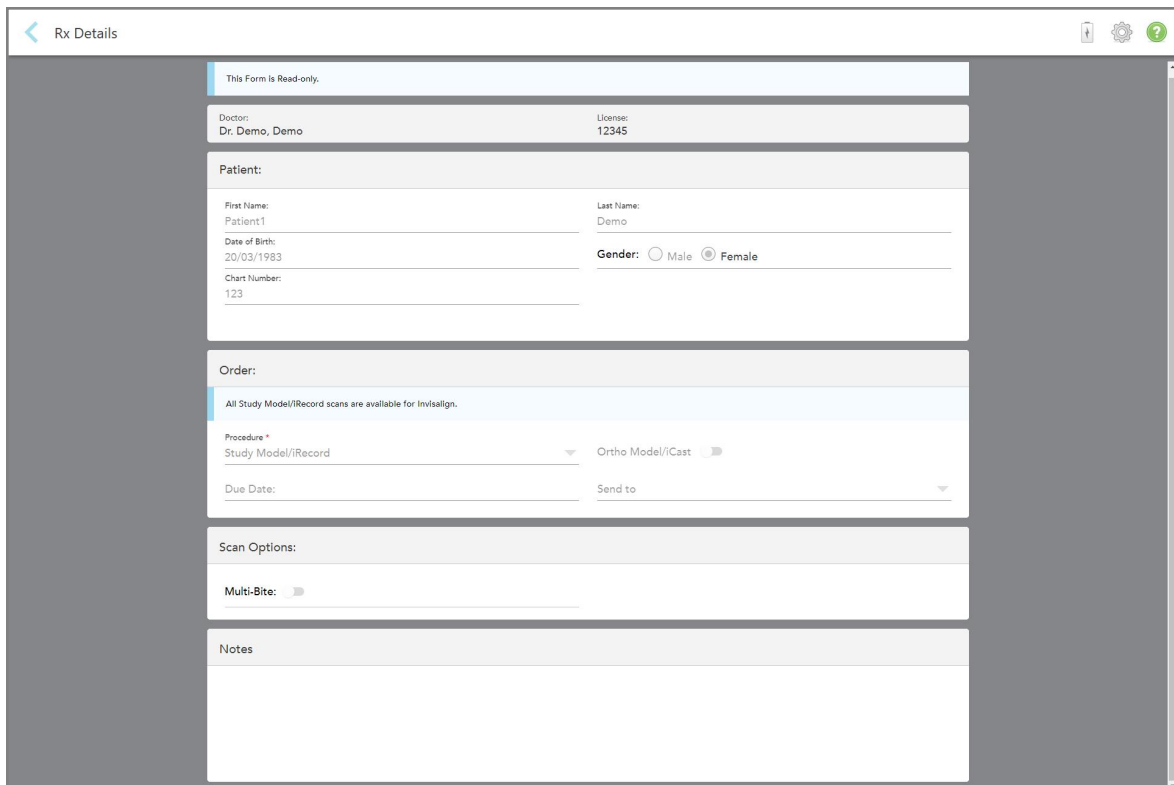 Rx Details
?
This Form is Read-only.
Doctor: License:
Dr. Demo, Demo 12345
Patient:
First Name: Last Name:
Patient1 Demo
Date of Birth:
20/03/1983 Gender: Male Female
Chart Number:
123
Order:
All Study Model/iRecord scans are available for Invisalign.
Procedure *
Study Model/iRecord Ortho Model/iCast
Due Date: Send to
Scan Options:
Multi-Bite:
Notes